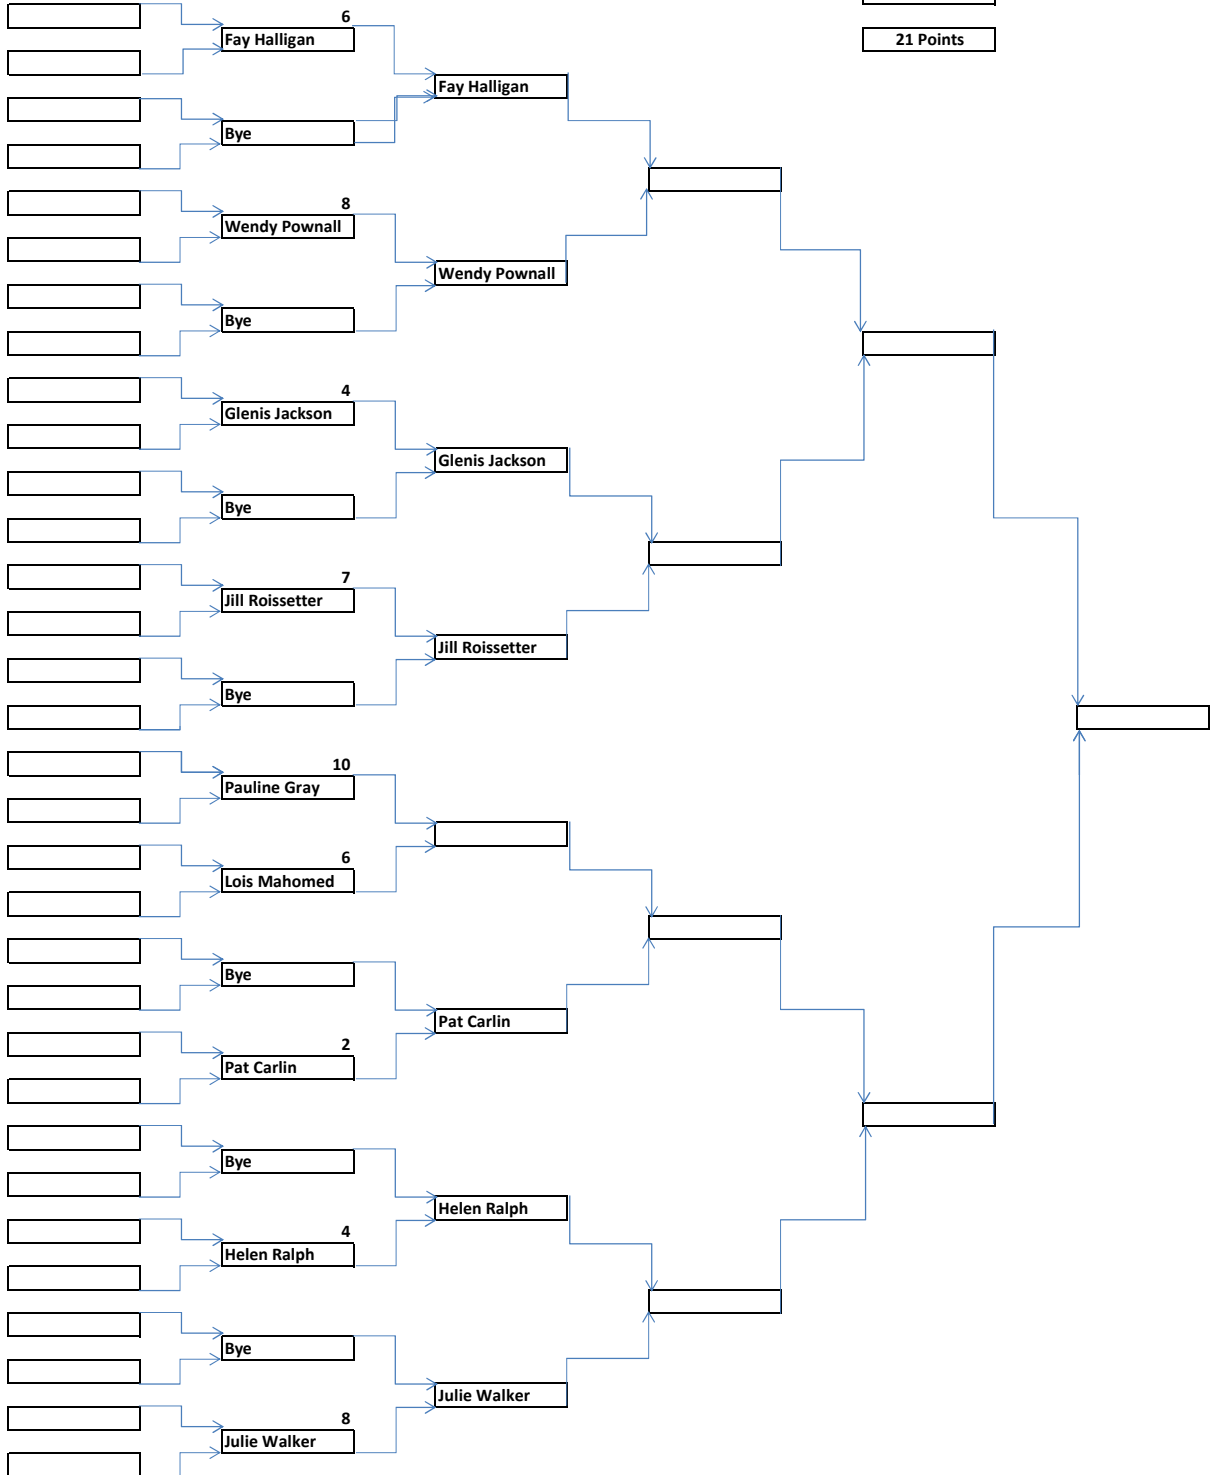 6
Fay Halligan
21 Points
Fay Halligan
Bye
8
Wendy Pownall
Wendy Pownall
Bye
4
Glenis Jackson
Glenis Jackson
Bye
7
Jill Roissetter
Jill Roissetter
Bye
10
Pauline Gray
6
Lois Mahomed
Bye
Pat Carlin
2
Pat Carlin
Bye
Helen Ralph
4
Helen Ralph
Bye
Julie Walker
8
Julie Walker